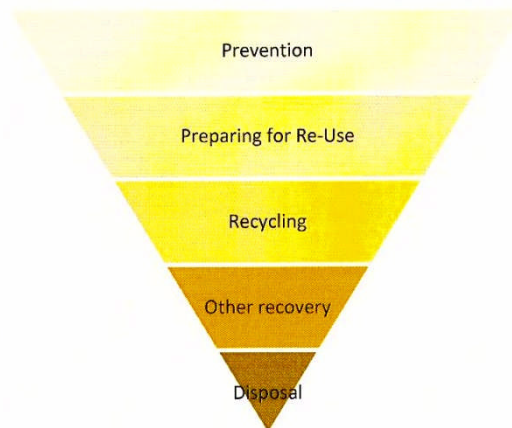 Prevention
Preparing for Re-Use
Recycling
Other recovery
Disposal